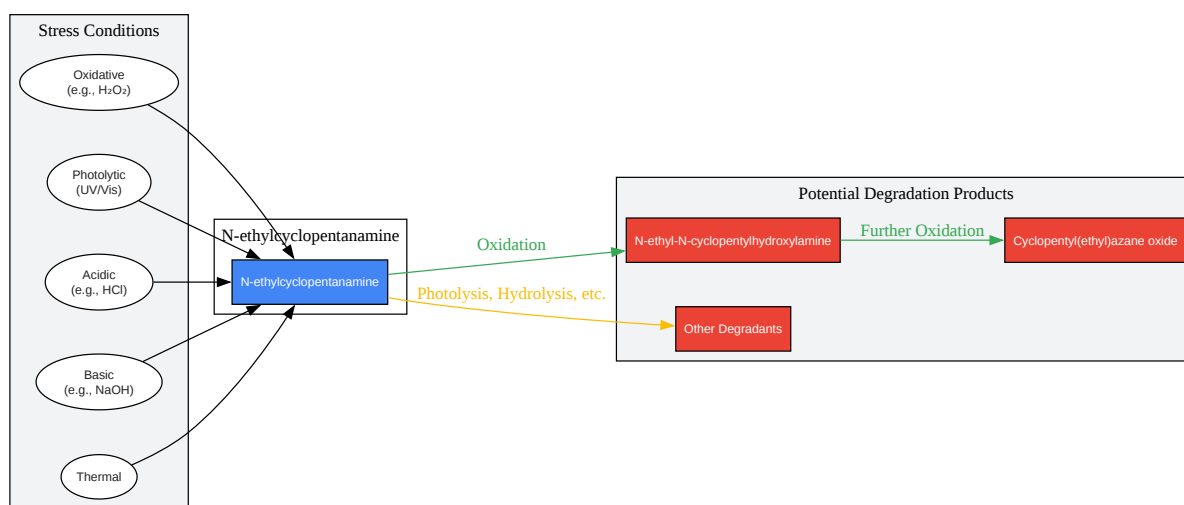 Stress Conditions
Oxidative
(e.g., H₂O₂)
Photolytic
(UV/Vis)
Acidic
(e.g., HCl)
Basic
(e.g., NaOH)
Thermal
N-ethylcyclopentanamine
N-ethylcyclopentanamine
Oxidation
Photolysis, Hydrolysis, etc.
Potential Degradation Products
N-ethyl-N-cyclopentylhydroxylamine
Further Oxidation
Cyclopentyl(ethyl)azane oxide
Other Degradants